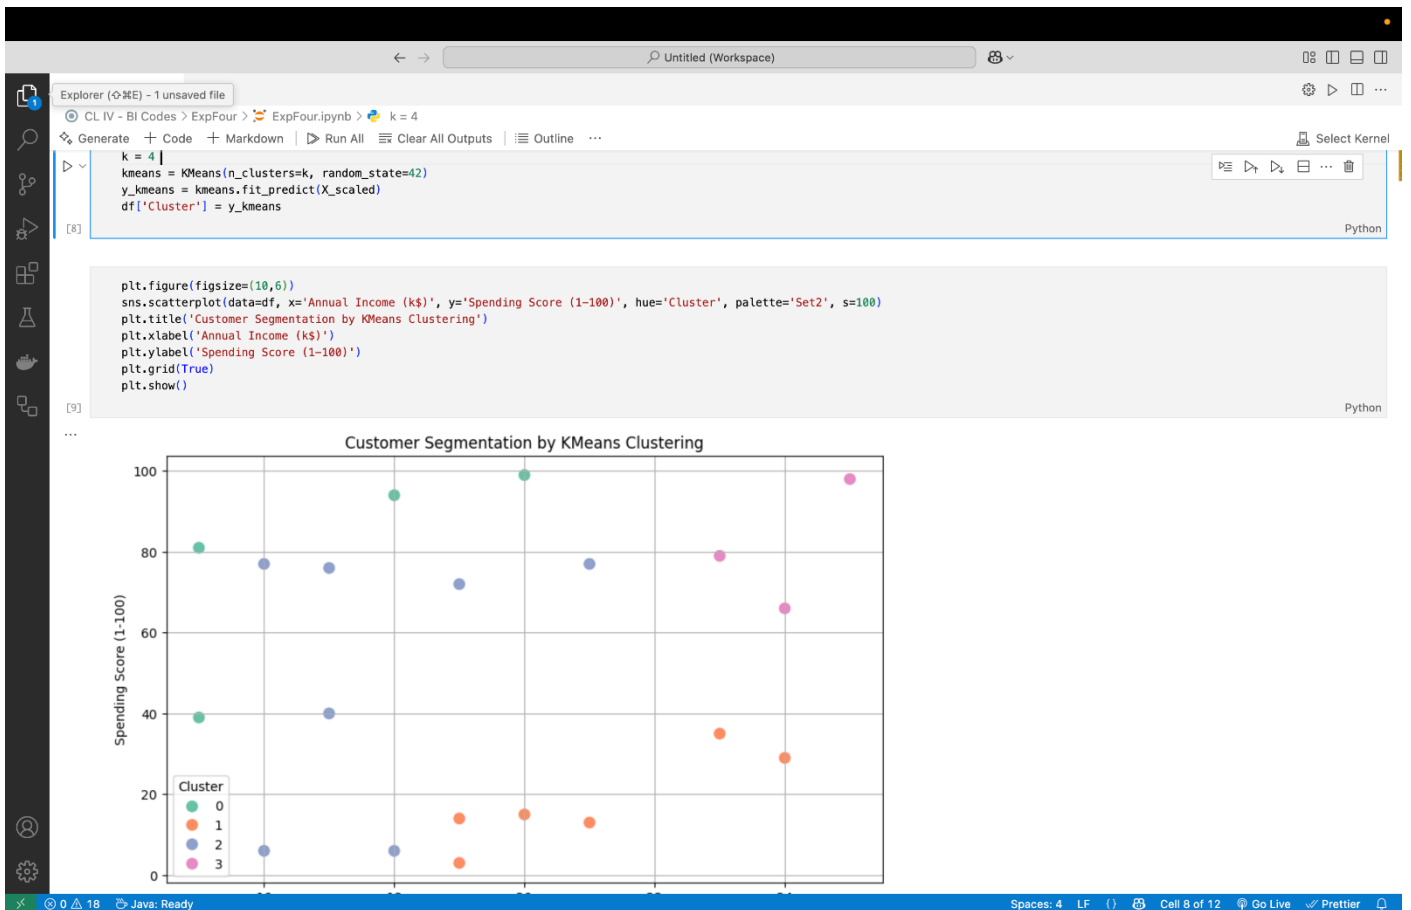 Untitled (Workspace)
Explorer (⇧⌘E) - 1 unsaved file
1
CL IV - BI Codes > ExpFour > ExpFour.ipynb > k = 4
Generate + Code + Markdown | Run All Clear All Outputs | Outline ...
Select Kernel
k = 4
kmeans = KMeans(n_clusters=k, random_state=42)
y_kmeans = kmeans.fit_predict(X_scaled)
df['Cluster'] = y_kmeans
[8]
Python
plt.figure(figsize=(10,6))
sns.scatterplot(data=df, x='Annual Income (k$)', y='Spending Score (1-100)', hue='Cluster', palette='Set2', s=100)
plt.title('Customer Segmentation by KMeans Clustering')
plt.xlabel('Annual Income (k$)')
plt.ylabel('Spending Score (1-100)')
plt.grid(True)
plt.show()
[9]
Python
...
Customer Segmentation by KMeans Clustering
100
80
60
40
20
0
Spending Score (1-100)
Cluster
0
1
2
3
0 18 Java: Ready
Spaces: 4 LF {} Cell 8 of 12 Go Live Prettier